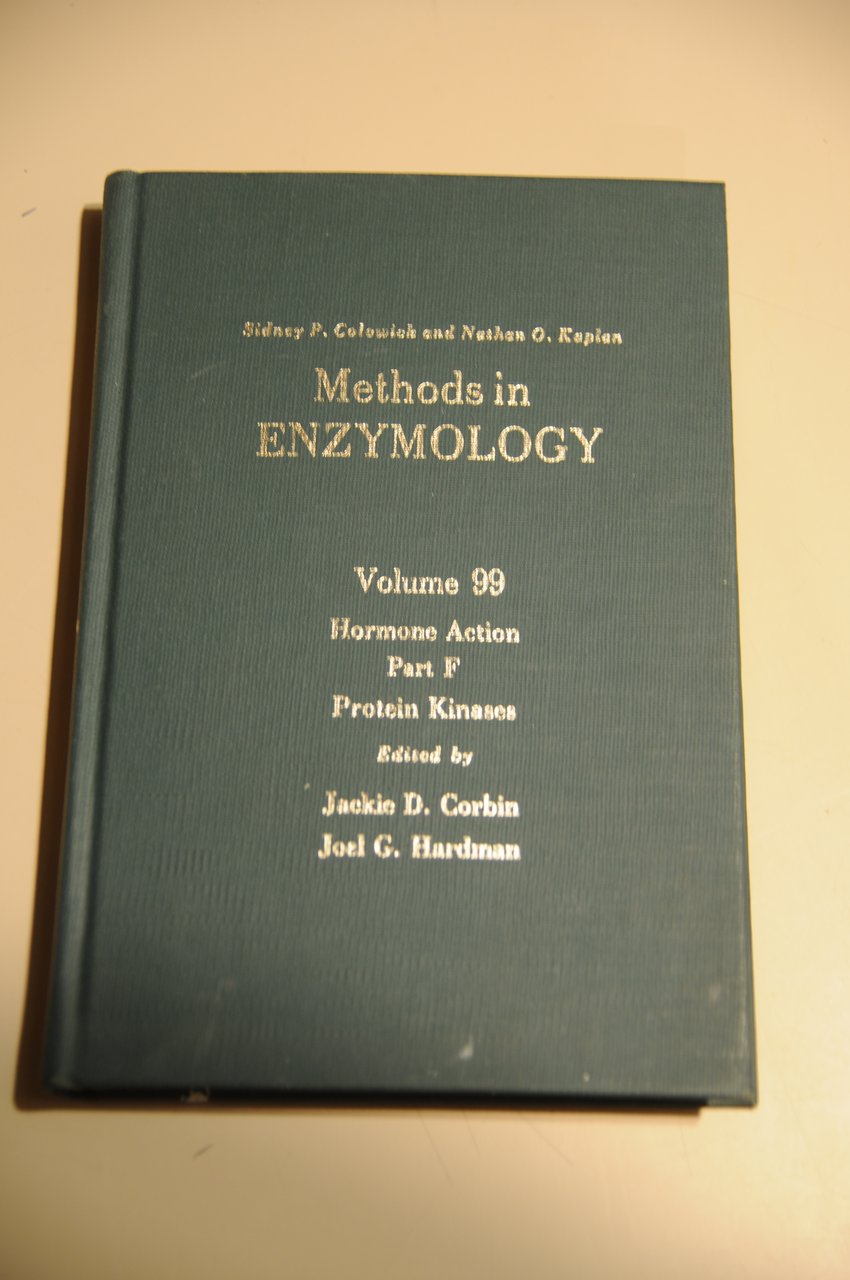 Sidney P. Colowick and Nathan O. Kaplan
Methods in
ENZYMOLOGY
Volume 99
Hormone Action
Part F
Protein Kinases
Edited by
Jackie D. Corbin
Joel G. Hardman